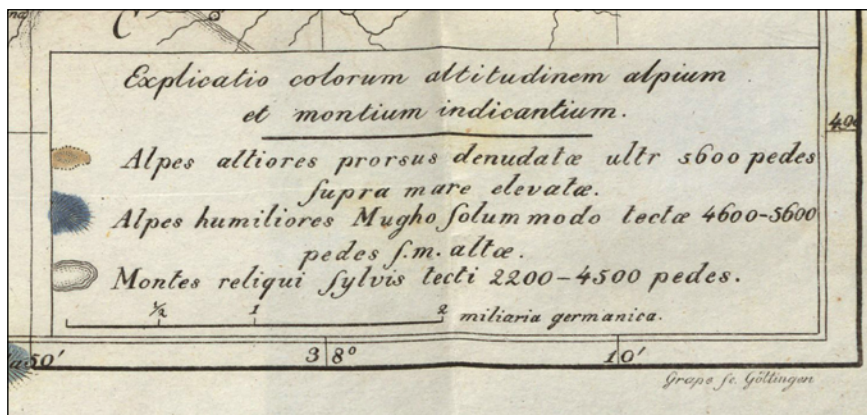 C
Explicatio colorum altitudinem alpium
et montium indicantium.
49°
Alpes altiores prorsus denudatæ ultr 5600 pedes
ſupra mare elevatæ.
Alpes humiliores Mugho ſolummodo tectæ 4600-5600
pedes ſ.m. altæ.
Montes reliqui ſylvis tecti 2200-4500 pedes.
½ 1 2 miliaria germanica.
50' 38° 10'
Grape ſc. Göttingen